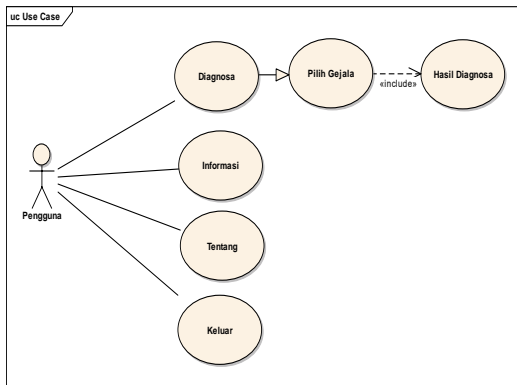 uc Use Case
Diagnosa
Pilih Gejala
Hasil Diagnosa
«include»
Informasi
Pengguna
Tentang
Keluar